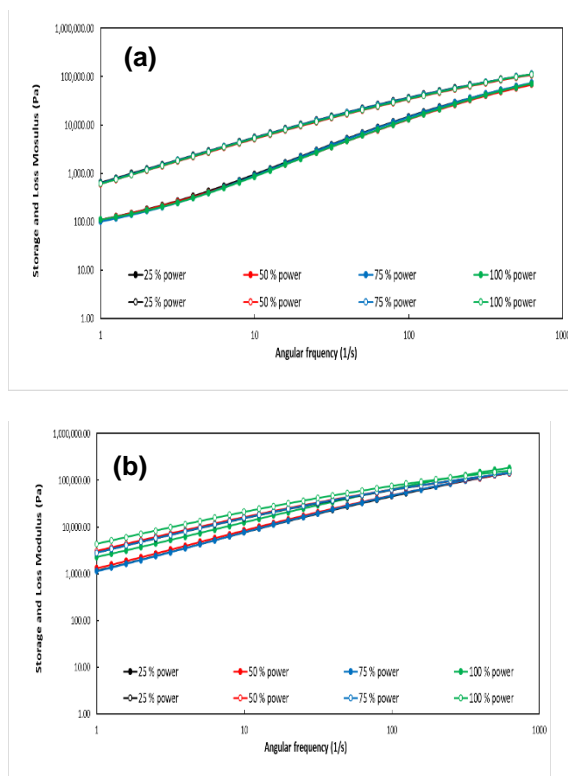 (a)
Storage and Loss Mosulus (Pa)
1,000,000.00
100,000.00
10,000.00
1,000.00
100.00
10.00
1.00
25 % power 50 % power 75 % power 100 % power
25 % power 50 % power 75 % power 100 % power
1 10 100 1000
Angular frquency (1/s)
(b)
Storage and Loss Modulus (Pa)
1,000,000.00
100,000.00
10,000.00
1,000.00
100.00
10.00
1.00
25 % power 50 % power 75 % power 100 % power
25 % power 50 % power 75 % power 100 % power
1 10 100 1000
Angular frequency (1/s)